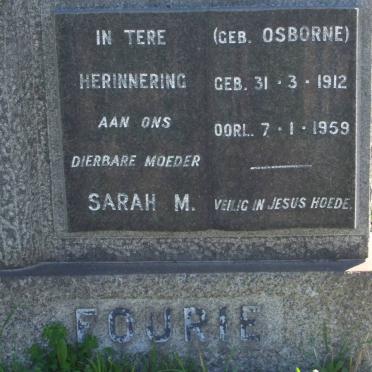 IN TERE
HERINNERING
AAN ONS
DIERBARE MOEDER
SARAH M.
(GEB. OSBORNE)
GEB. 31 · 3 · 1912
OORL. 7 · 1 · 1959
VEILIG IN JESUS HOEDE.
FOURIE